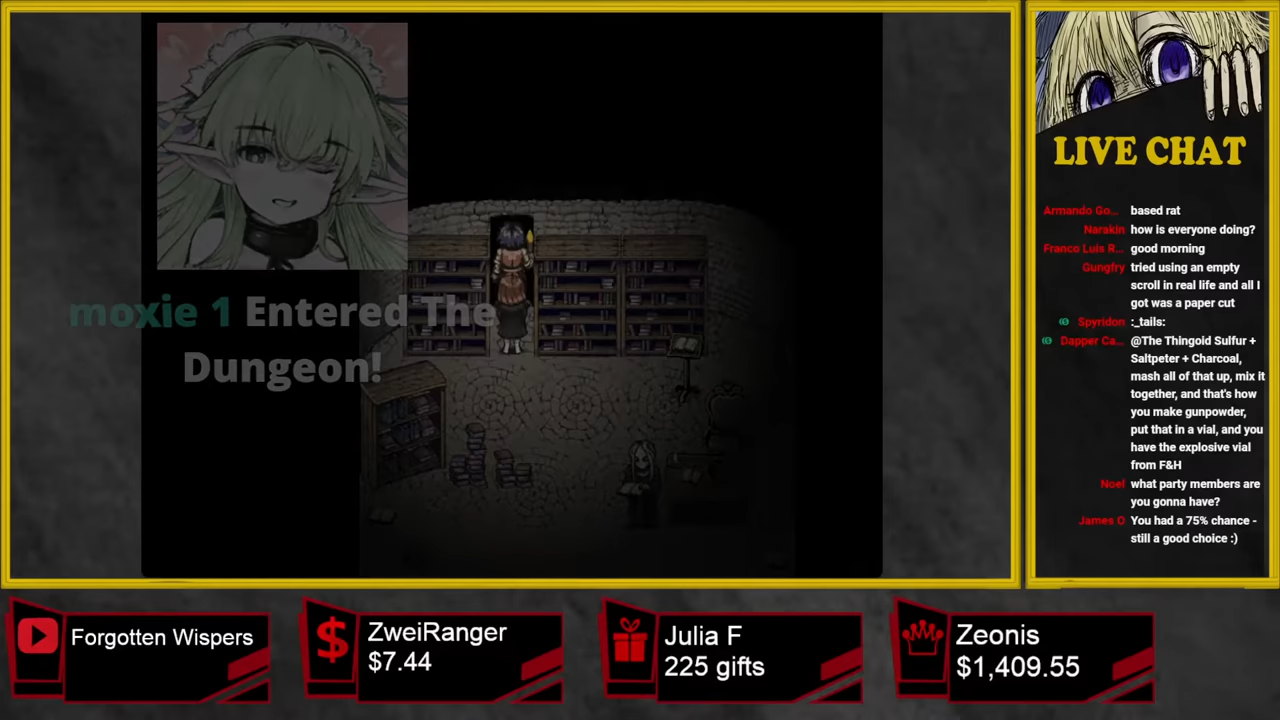 moxie 1 Entered The
Dungeon!
LIVE CHAT
Armando Go... based rat
Narakin how is everyone doing?
Franco Luis R... good morning
Gungfry tried using an empty
scroll in real life and all I
got was a paper cut
Spyridon :_tails:
Dapper Ca... @The Thingoid Sulfur +
Saltpeter + Charcoal,
mash all of that up, mix it
together, and that's how
you make gunpowder,
put that in a vial, and you
have the explosive vial
from F&H
Noel what party members are
you gonna have?
James O You had a 75% chance -
still a good choice :)
Forgotten Wispers
ZweiRanger
$7.44
Julia F
225 gifts
Zeonis
$1,409.55